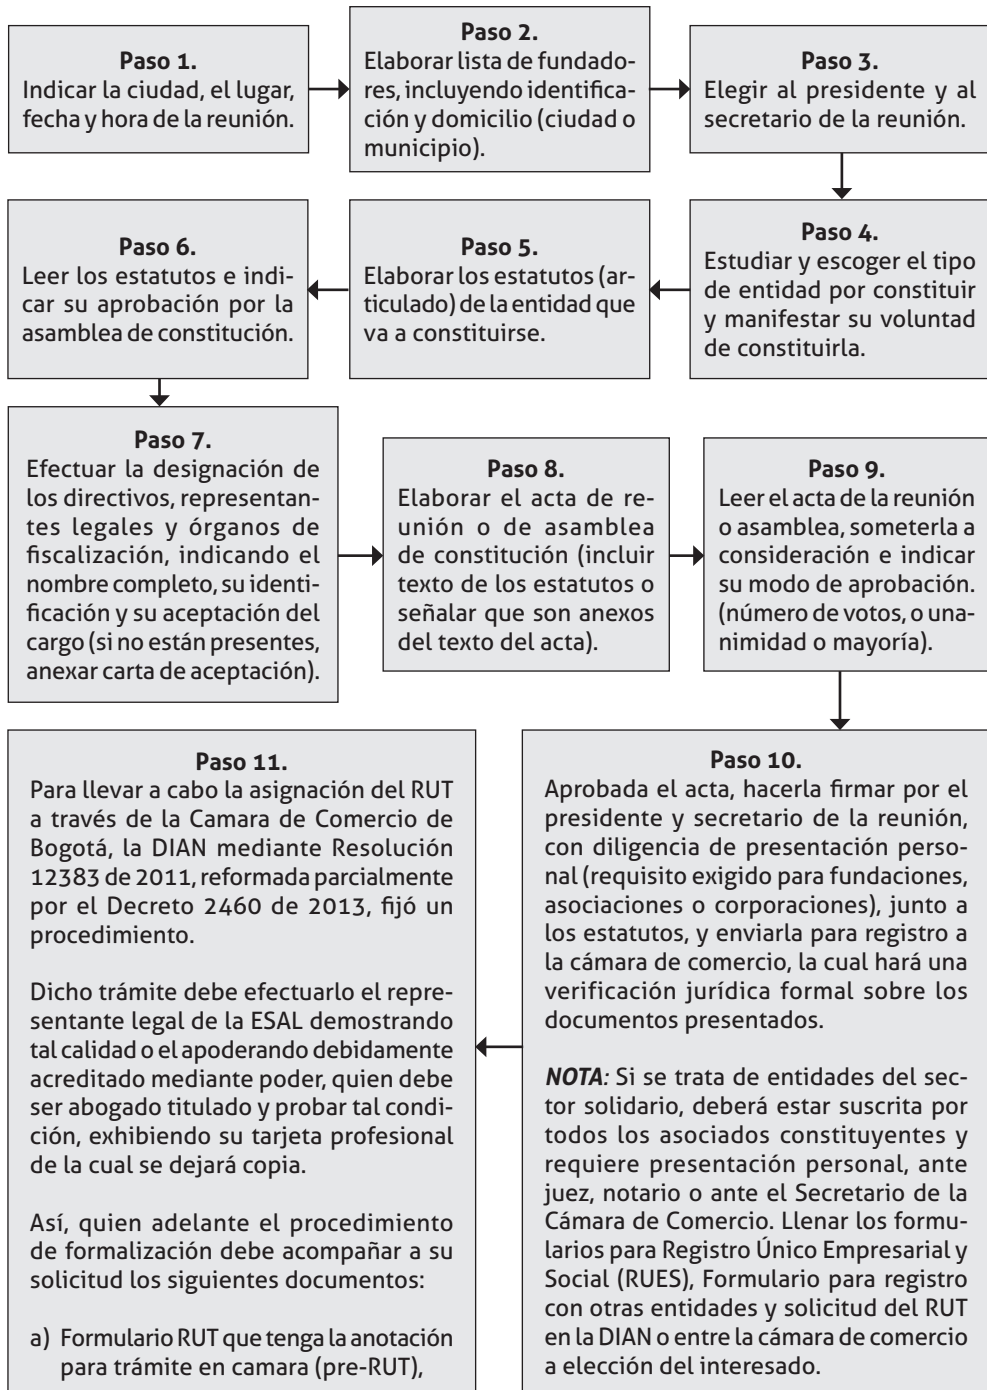 Paso 1.
Indicar la ciudad, el lugar,
fecha y hora de la reunión.
Paso 2.
Elaborar lista de fundado-
res, incluyendo identifica-
ción y domicilio (ciudad o
municipio).
Paso 3.
Elegir al presidente y al
secretario de la reunión.
Paso 4.
Estudiar y escoger el tipo
de entidad por constituir
y manifestar su voluntad
de constituirla.
Paso 5.
Elaborar los estatutos (ar-
ticulado) de la entidad que
va a constituirse.
Paso 6.
Leer los estatutos e indi-
car su aprobación por la
asamblea de constitución.
Paso 7.
Efectuar la designación de
los directivos, representan-
tes legales y órganos de
fiscalización, indicando el
nombre completo, su identi-
ficación y su aceptación del
cargo (si no están presentes,
anexar carta de aceptación).
Paso 8.
Elaborar el acta de re-
unión o de asamblea
de constitución (incluir
texto de los estatutos o
señalar que son anexos
del texto del acta).
Paso 9.
Leer el acta de la reunión
o asamblea, someterla a
consideración e indicar
su modo de aprobación.
(número de votos, o una-
nimidad o mayoría).
Paso 10.
Aprobada el acta, hacerla firmar por el
presidente y secretario de la reunión,
con diligencia de presentación perso-
nal (requisito exigido para fundaciones,
asociaciones o corporaciones), junto a
los estatutos, y enviarla para registro a
la cámara de comercio, la cual hará una
verificación jurídica formal sobre los
documentos presentados.
NOTA: Si se trata de entidades del sec-
tor solidario, deberá estar suscrita por
todos los asociados constituyentes y
requiere presentación personal, ante
juez, notario o ante el Secretario de la
Cámara de Comercio. Llenar los formu-
larios para Registro Único Empresarial y
Social (RUES), Formulario para registro
con otras entidades y solicitud del RUT
en la DIAN o entre la cámara de comercio
a elección del interesado.
Paso 11.
Para llevar a cabo la asignación del RUT
a través de la Camara de Comercio de
Bogotá, la DIAN mediante Resolución
12383 de 2011, reformada parcialmente
por el Decreto 2460 de 2013, fijó un
procedimiento.
Dicho trámite debe efectuarlo el repre-
sentante legal de la ESAL demostrando
tal calidad o el apoderando debidamente
acreditado mediante poder, quien debe
ser abogado titulado y probar tal condi-
ción, exhibiendo su tarjeta profesional
de la cual se dejará copia.
Así, quien adelante el procedimiento
de formalización debe acompañar a su
solicitud los siguientes documentos:
a) Formulario RUT que tenga la anotación
para trámite en camara (pre-RUT),